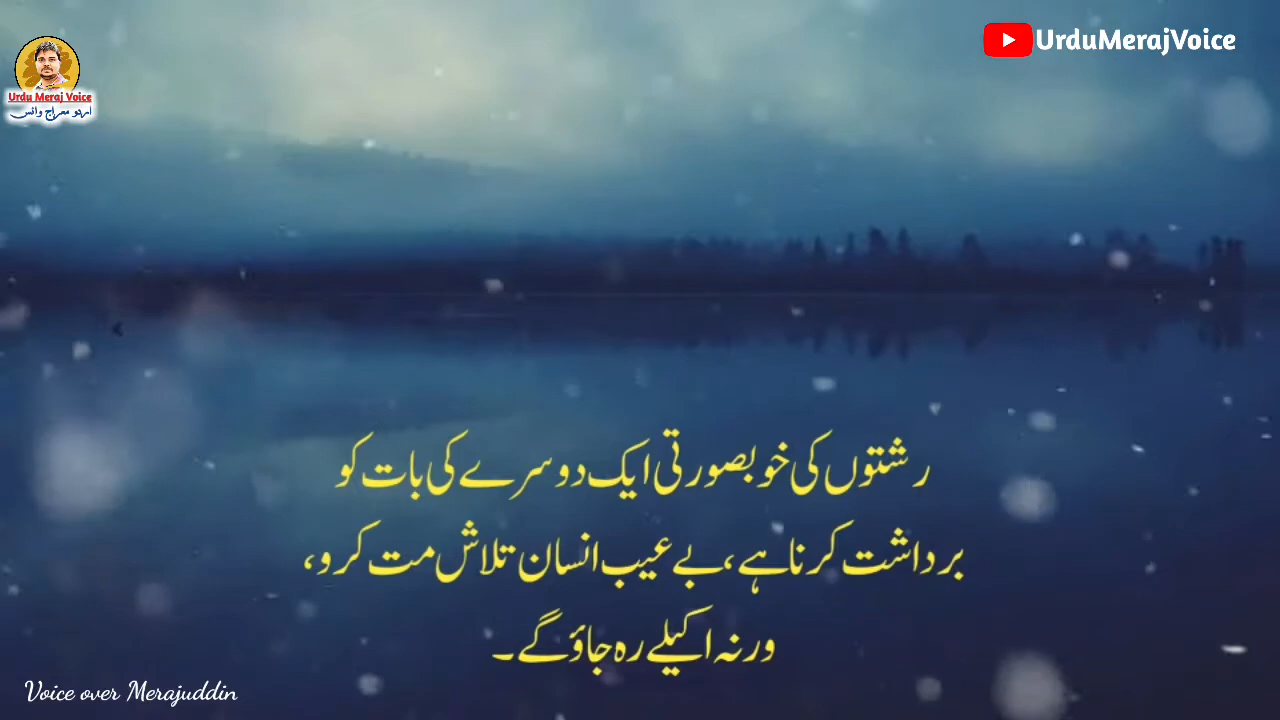 UrduMerajVoice
Urdu Meraj Voice
اردو معراج وائس
رشتوں کی خوبصورتی ایک دوسرے کی بات کو
برداشت کرنا ہے، بے عیب انسان تلاش مت کرو،
ورنہ اکیلے رہ جاؤ گے۔
Voice over Merajuddin